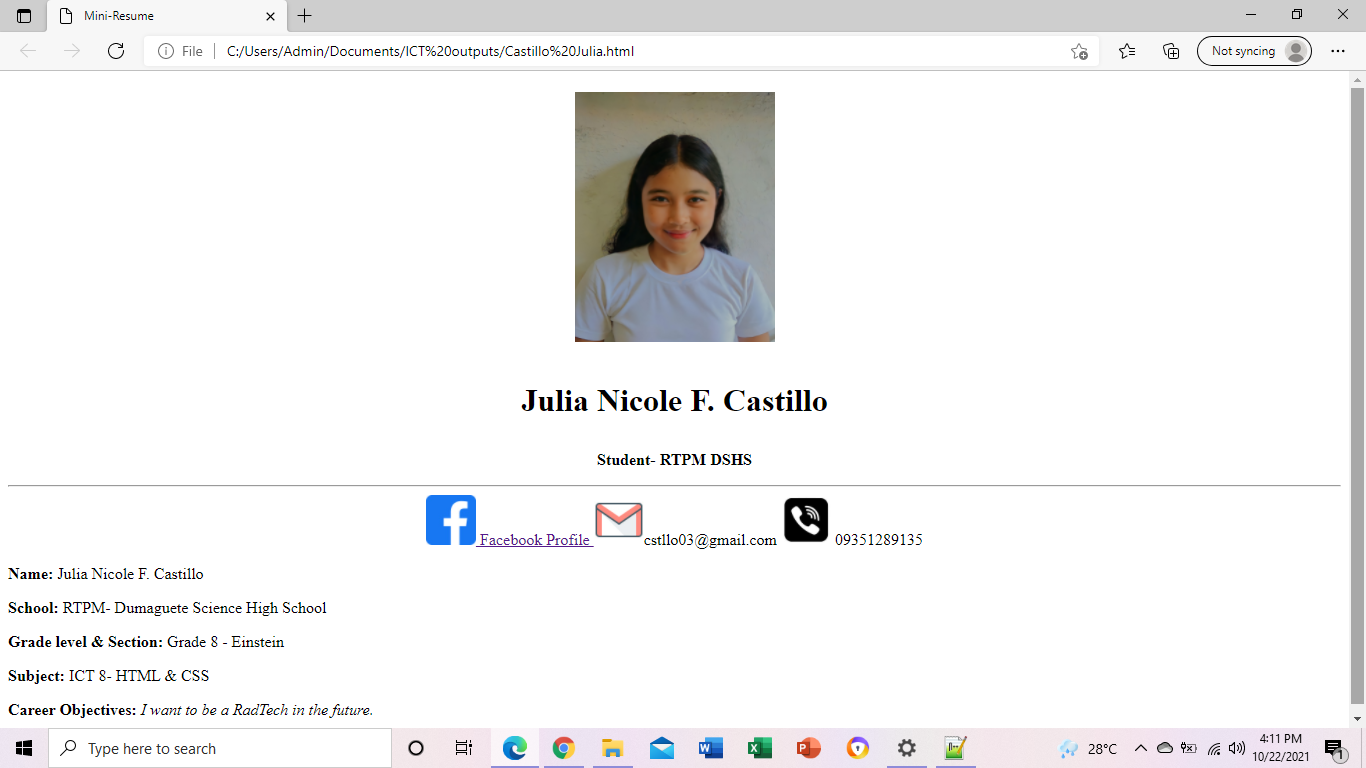 Mini-Resume
File C:/Users/Admin/Documents/ICT%20outputs/Castillo%20Julia.html Not syncing
Julia Nicole F. Castillo
Student- RTPM DSHS
Facebook Profile cstllo03@gmail.com 09351289135
Name: Julia Nicole F. Castillo
School: RTPM- Dumaguete Science High School
Grade level & Section: Grade 8 - Einstein
Subject: ICT 8- HTML & CSS
Career Objectives: I want to be a RadTech in the future.
Type here to search 28°C 4:11 PM
10/22/2021 1